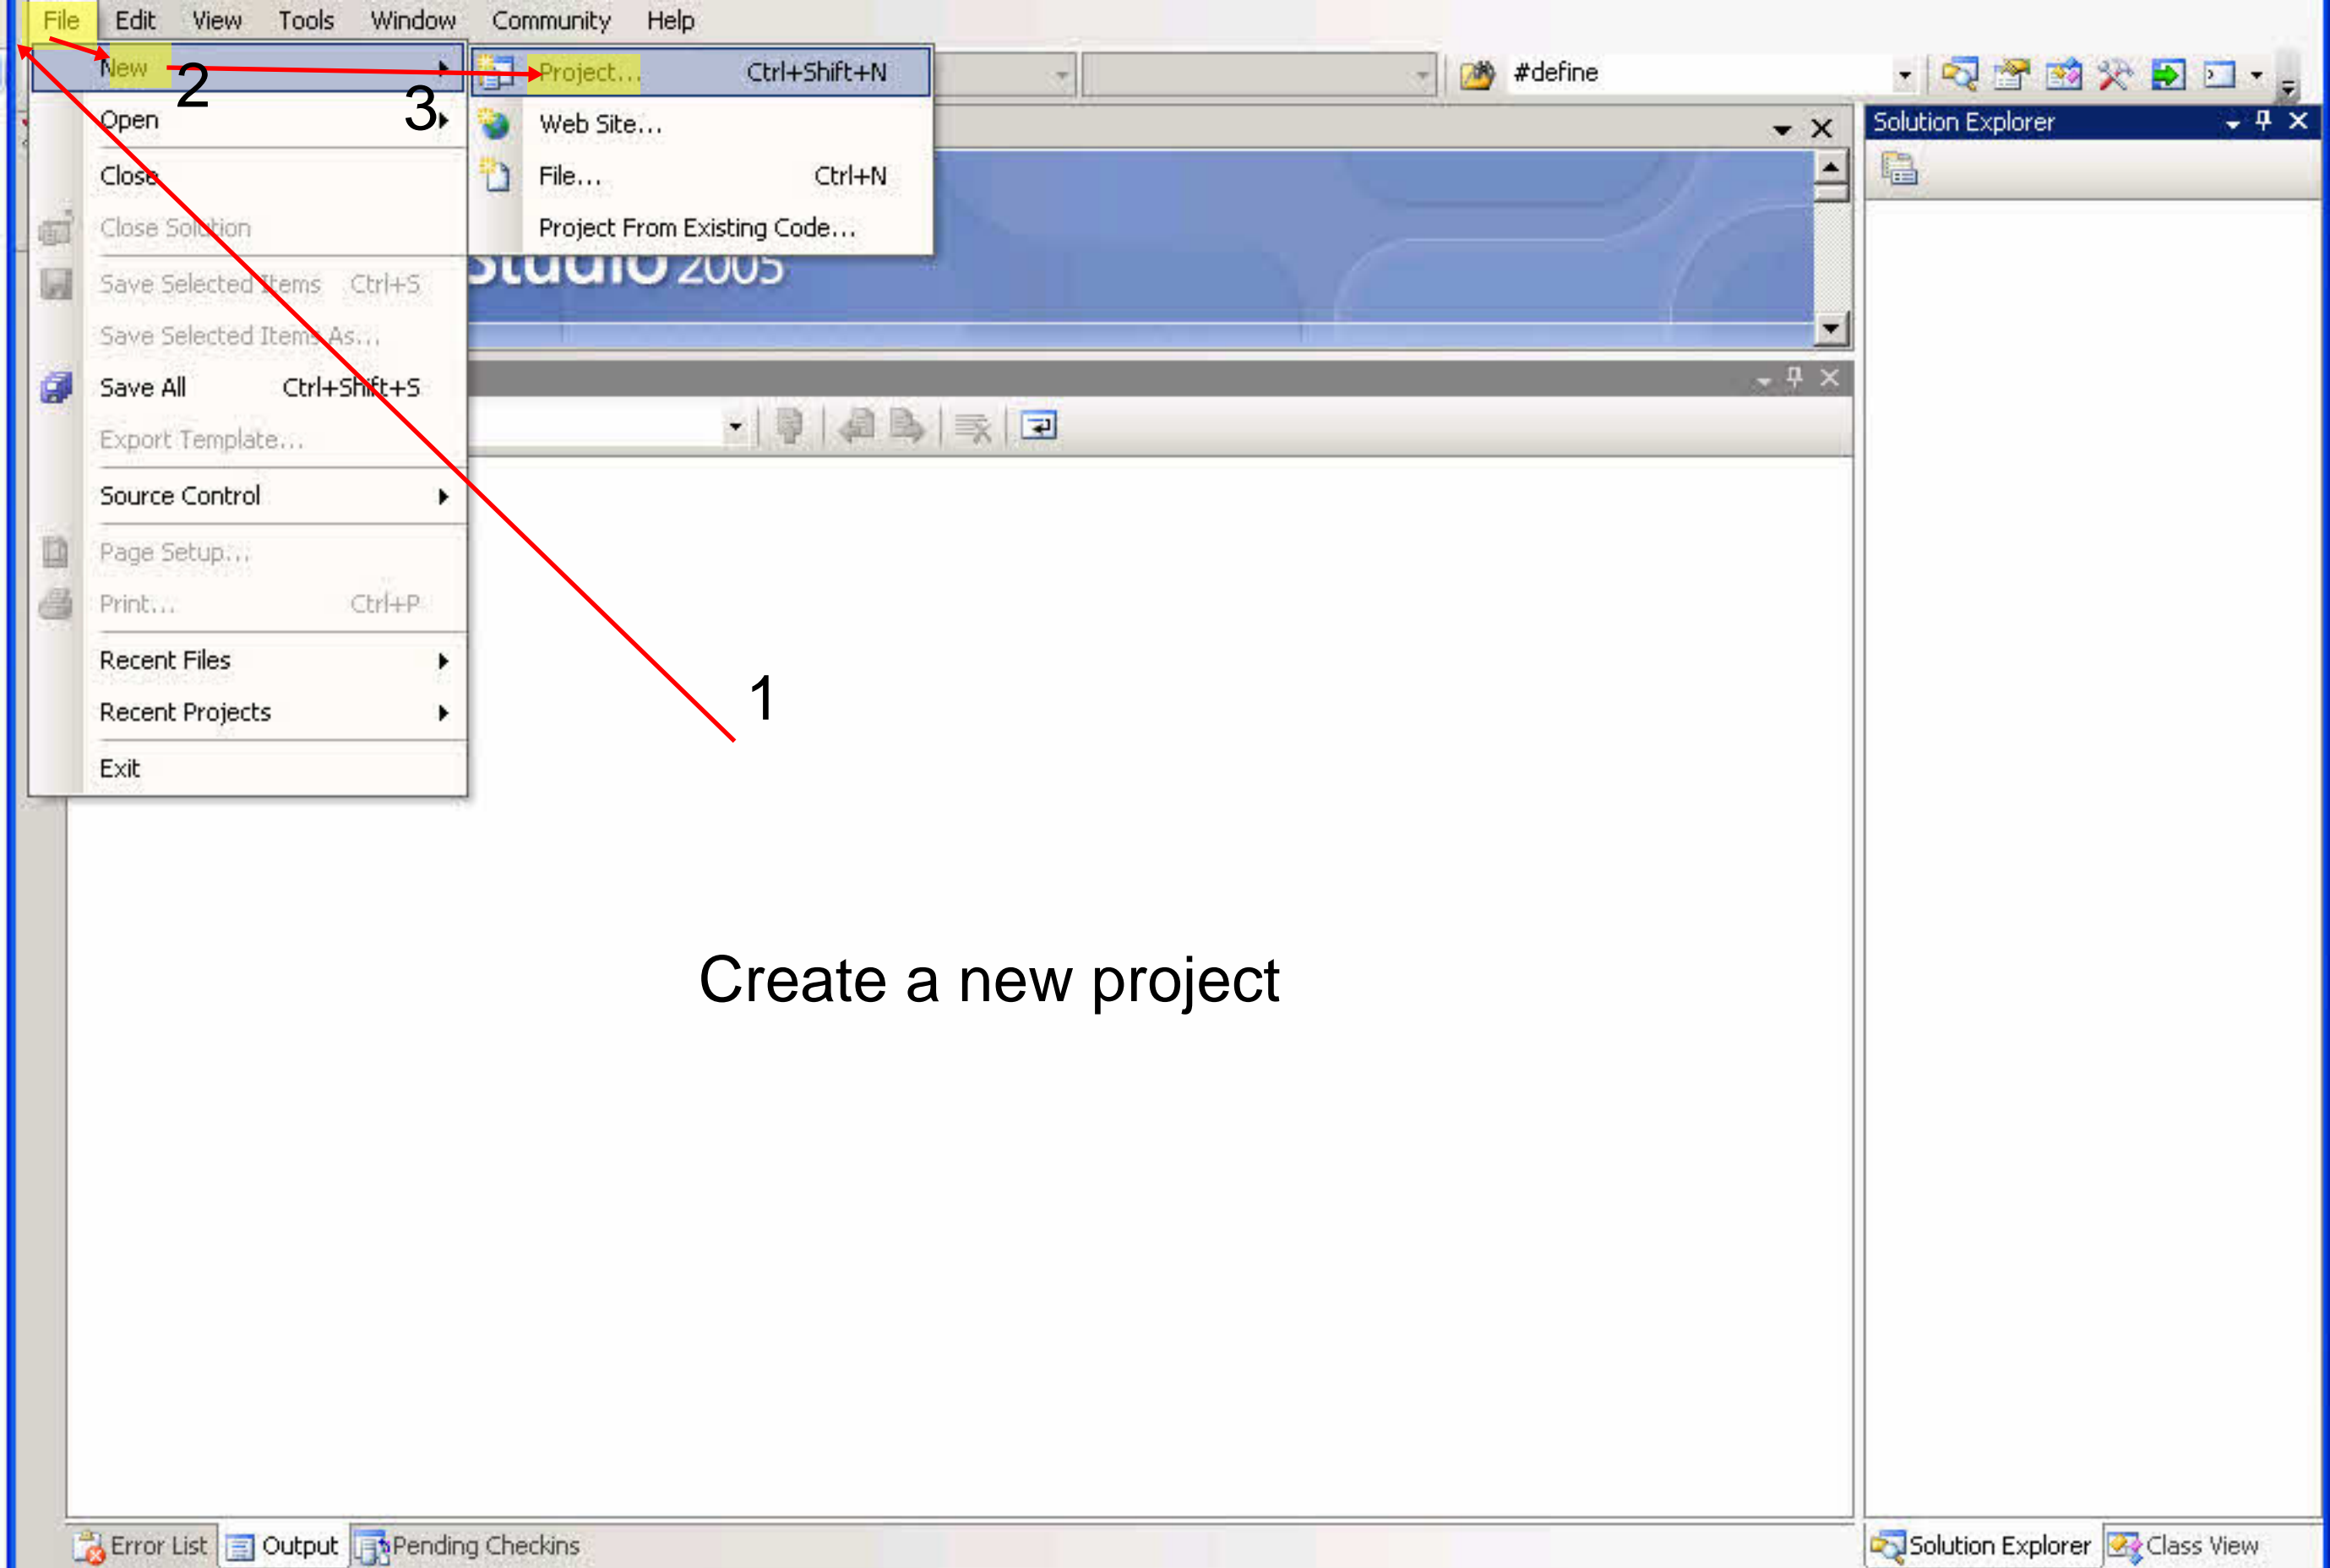 File Edit View Tools Window Community Help
New 2
Project... Ctrl+Shift+N
#define
Open 3
Web Site...
Solution Explorer
Close
File... Ctrl+N
Close Solution
Project From Existing Code...
Studio 2005
Save Selected Items Ctrl+S
Save Selected Items As...
Save All Ctrl+Shift+S
Export Template...
Source Control
Page Setup...
Print... Ctrl+P
Recent Files
1
Recent Projects
Exit
Create a new project
Error List Output Pending Checkins
Solution Explorer Class View